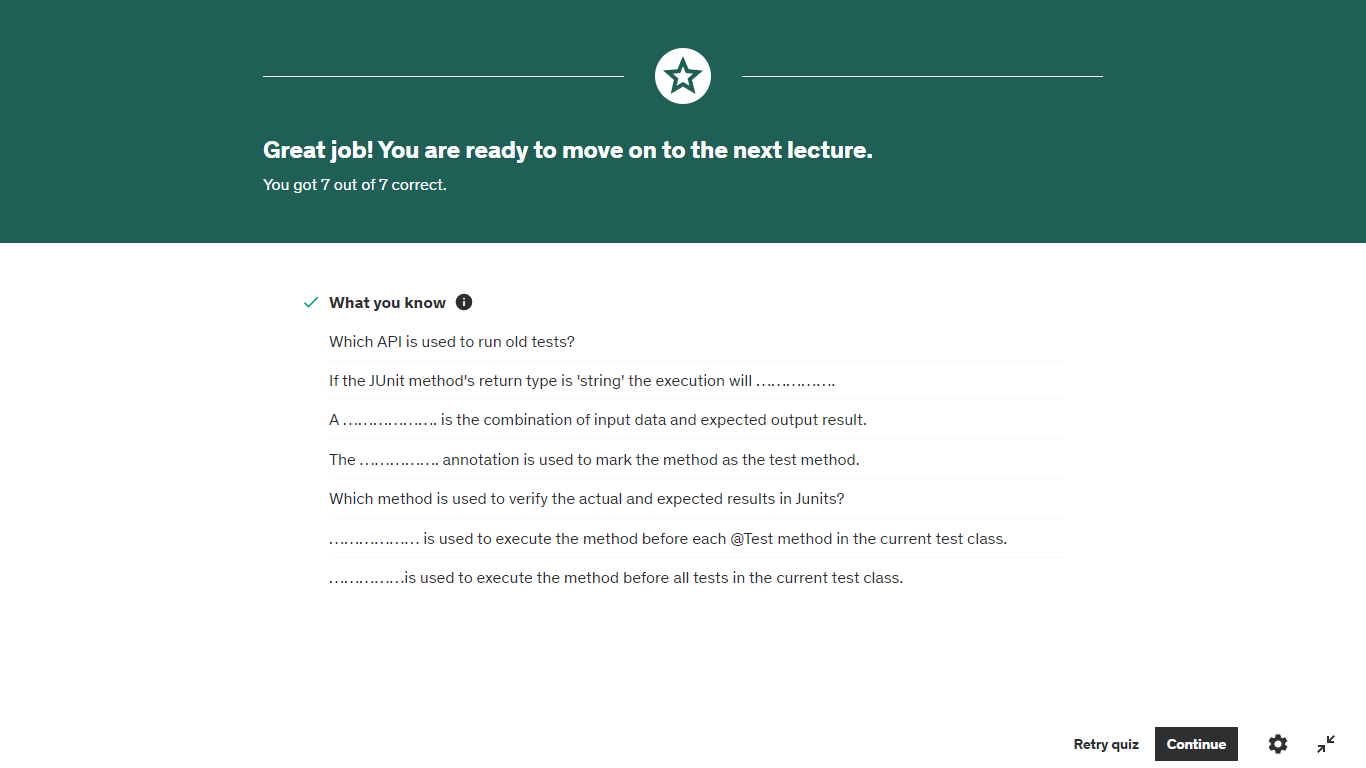 Great job! You are ready to move on to the next lecture.
You got 7 out of 7 correct.
What you know
Which API is used to run old tests?
If the JUnit method's return type is 'string' the execution will …………….
A ………………. is the combination of input data and expected output result.
The ……………. annotation is used to mark the method as the test method.
Which method is used to verify the actual and expected results in Junits?
……………… is used to execute the method before each @Test method in the current test class.
……………is used to execute the method before all tests in the current test class.
Retry quiz
Continue